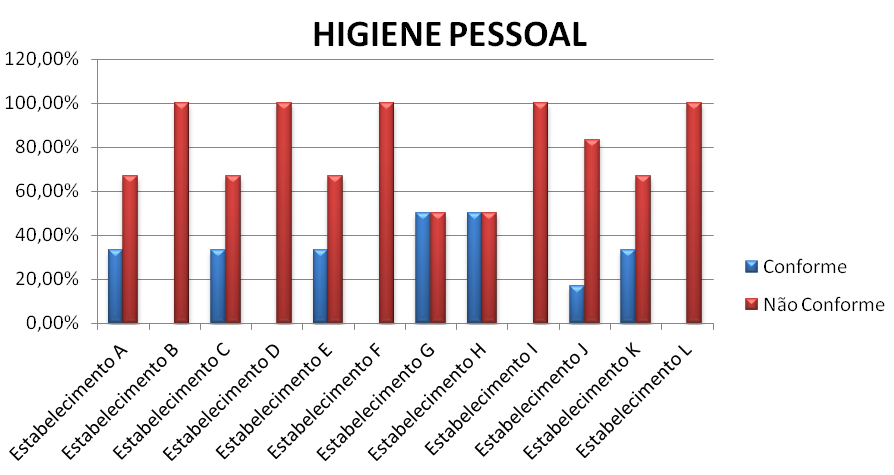 HIGIENE PESSOAL
120,00%
100,00%
80,00%
60,00%
40,00%
20,00%
0,00%
Estabelecimento A
Estabelecimento B
Estabelecimento C
Estabelecimento D
Estabelecimento E
Estabelecimento F
Estabelecimento G
Estabelecimento H
Estabelecimento I
Estabelecimento J
Estabelecimento K
Estabelecimento L
Conforme
Não Conforme